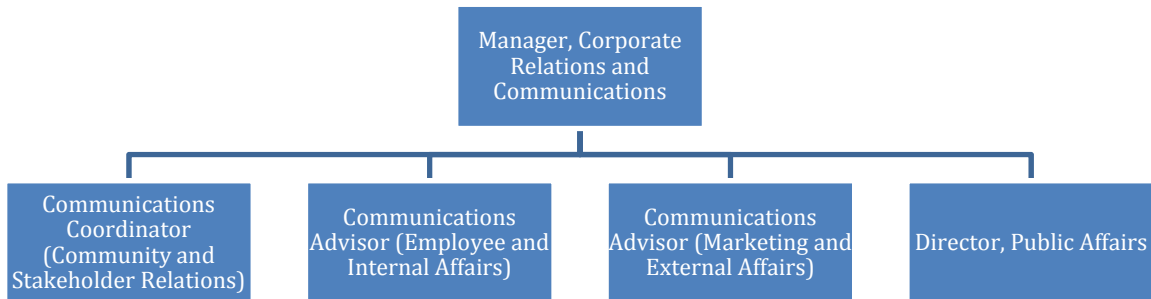 Manager, Corporate
Relations and
Communications
Communications
Coordinator
(Community and
Stakeholder Relations)
Communications
Advisor (Employee and
Internal Affairs)
Communications
Advisor (Marketing and
External Affairs)
Director, Public Affairs